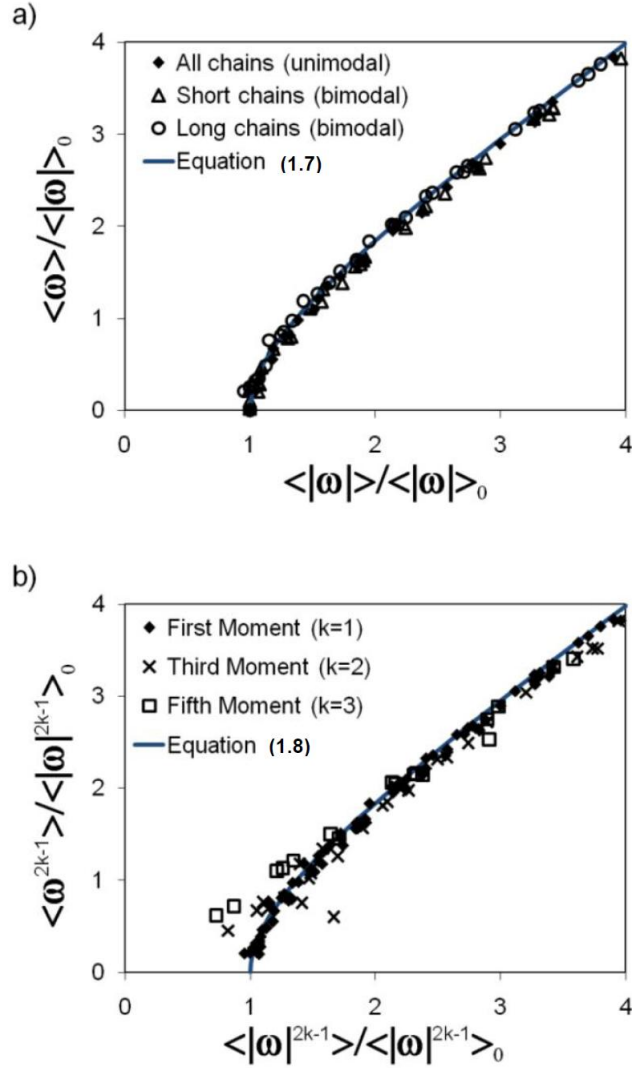 a)
4
3
2
1
0
<ω>/<|ω|>₀
◆ All chains (unimodal)
△ Short chains (bimodal)
○ Long chains (bimodal)
Equation (1.7)
0 1 2 3 4
<|ω|>/<|ω|>₀
b)
4
3
2
1
0
<ω²ᵏ⁻¹>/<|ω|²ᵏ⁻¹>₀
◆ First Moment (k=1)
× Third Moment (k=2)
□ Fifth Moment (k=3)
Equation (1.8)
0 1 2 3 4
<|ω|²ᵏ⁻¹>/<|ω|²ᵏ⁻¹>₀